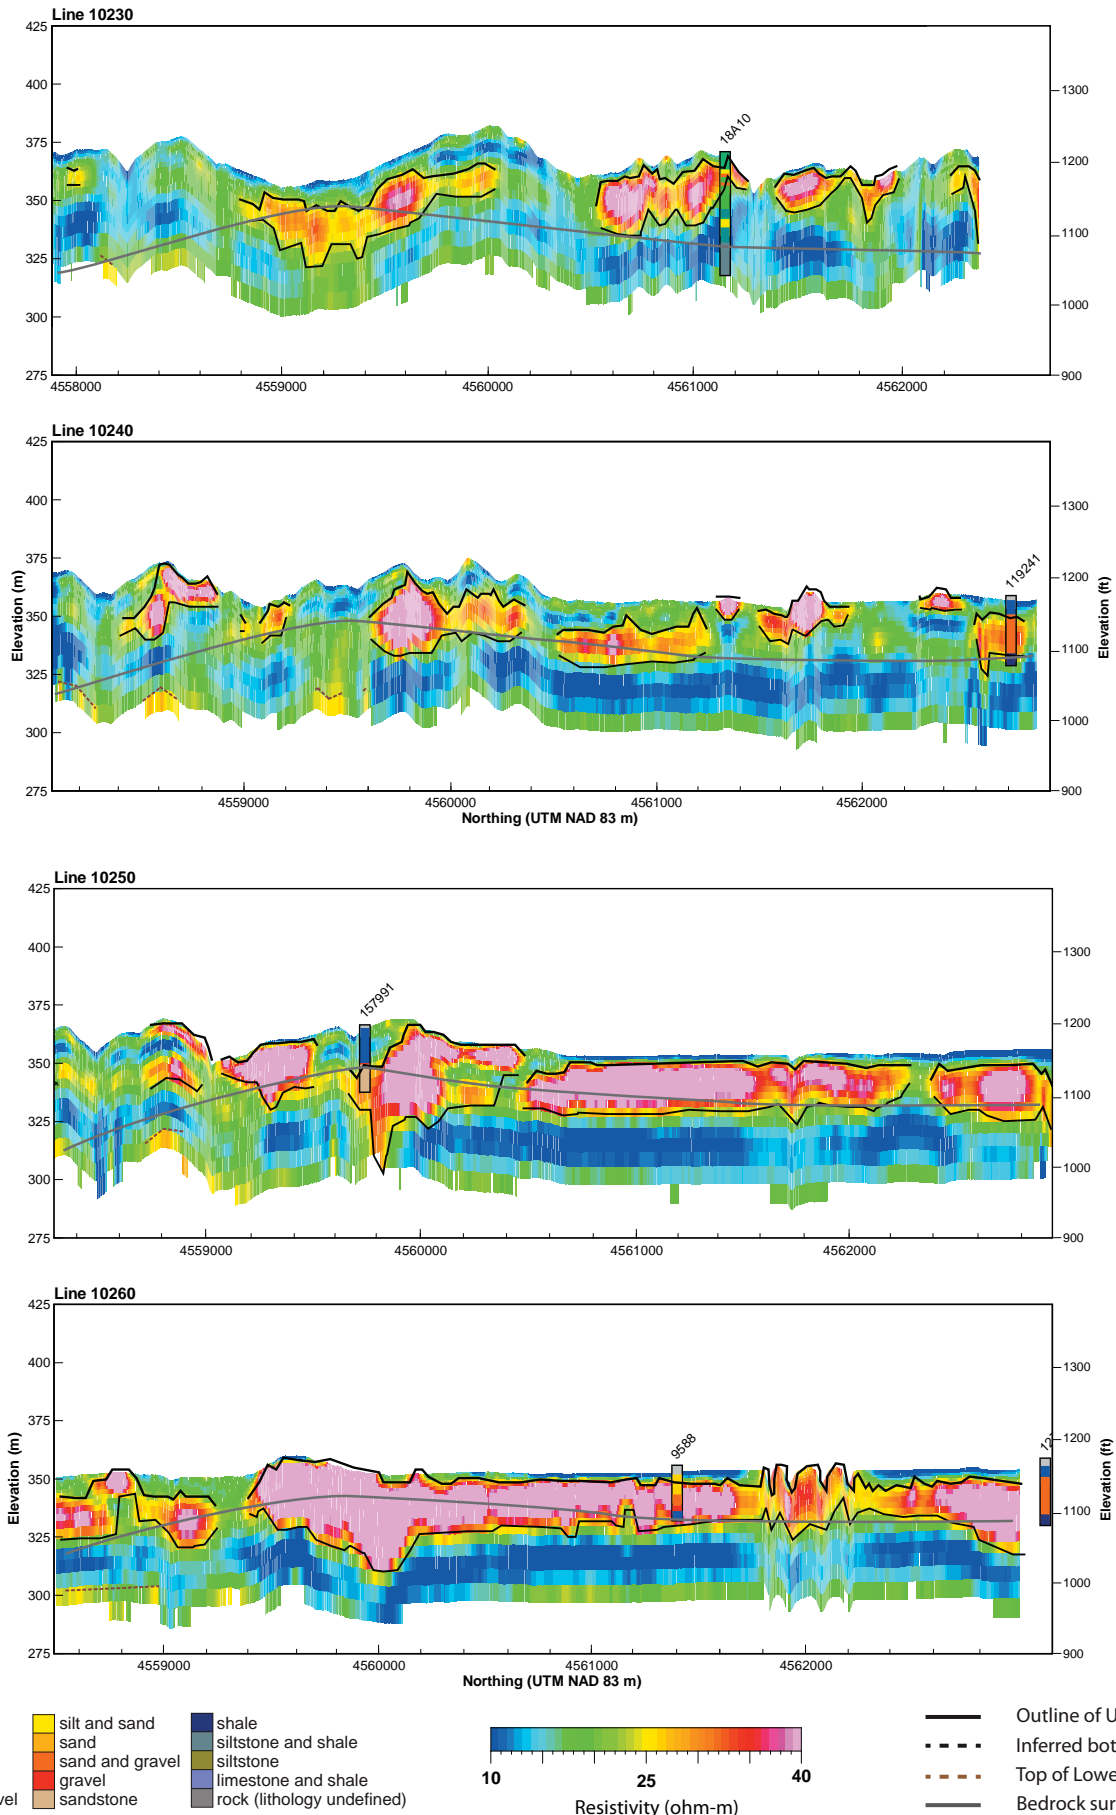 Line 10230
425
400
375
350
325
300
275
1300
1200
1100
1000
900
18A10
4558000 4559000 4560000 4561000 4562000
Line 10240
425
400
375
350
325
300
275
Elevation (m)
1300
1200
1100
1000
900
Elevation (ft)
119241
4559000 4560000 4561000 4562000
Northing (UTM NAD 83 m)
Line 10250
425
400
375
350
325
300
275
1300
1200
1100
1000
900
157991
4559000 4560000 4561000 4562000
Line 10260
425
400
375
350
325
300
275
Elevation (m)
1300
1200
1100
1000
900
Elevation (ft)
9588
12
4559000 4560000 4561000 4562000
Northing (UTM NAD 83 m)
silt and sand
sand
sand and gravel
gravel
vel sandstone
shale
siltstone and shale
siltstone
limestone and shale
rock (lithology undefined)
10 25 40
Resistivity (ohm-m)
Outline of U
Inferred bot
Top of Lowe
Bedrock sur